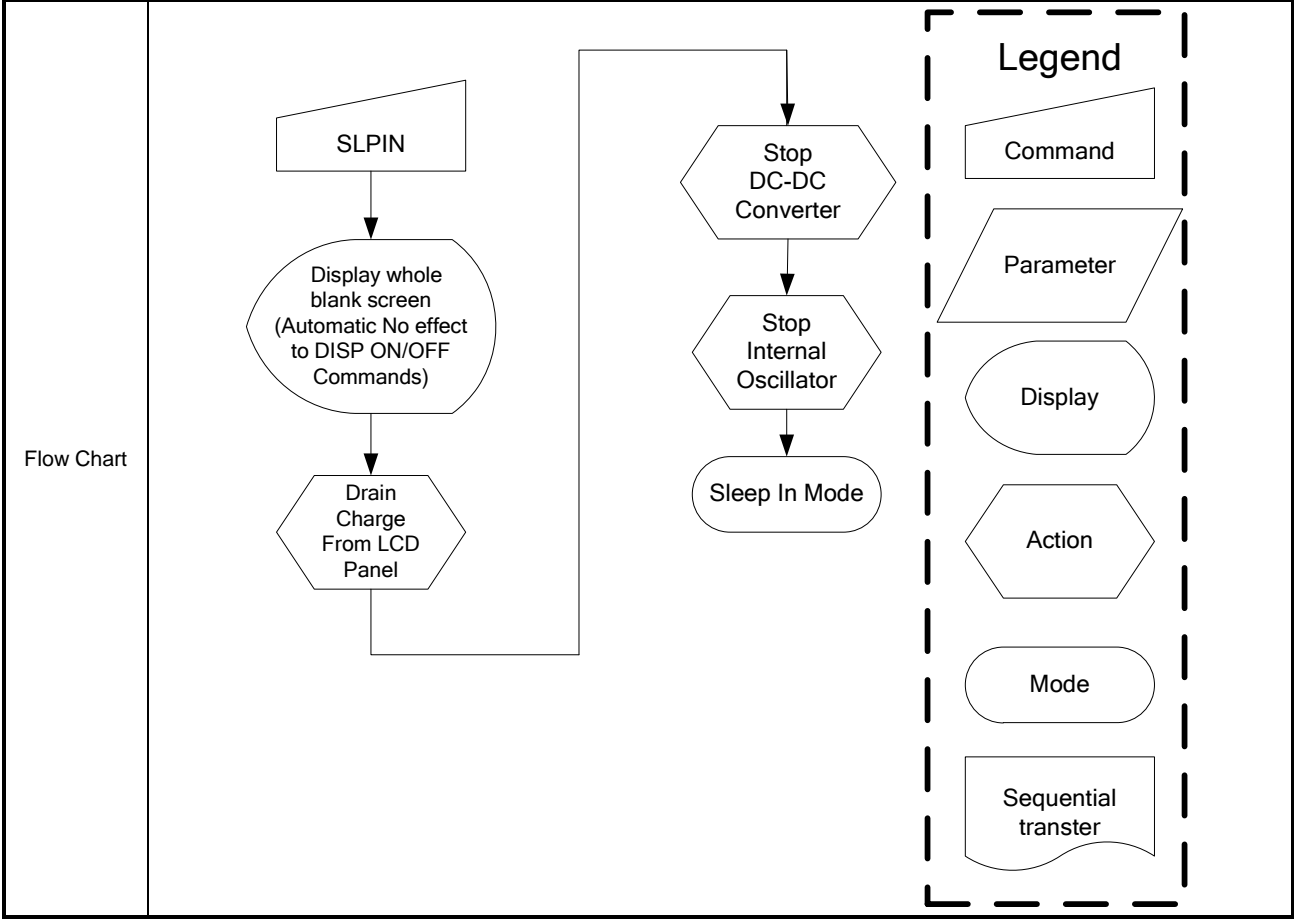 Flow Chart
SLPIN
Display whole
blank screen
(Automatic No effect
to DISP ON/OFF
Commands)
Drain
Charge
From LCD
Panel
Stop
DC-DC
Converter
Stop
Internal
Oscillator
Sleep In Mode
Legend
Command
Parameter
Display
Action
Mode
Sequential
transter